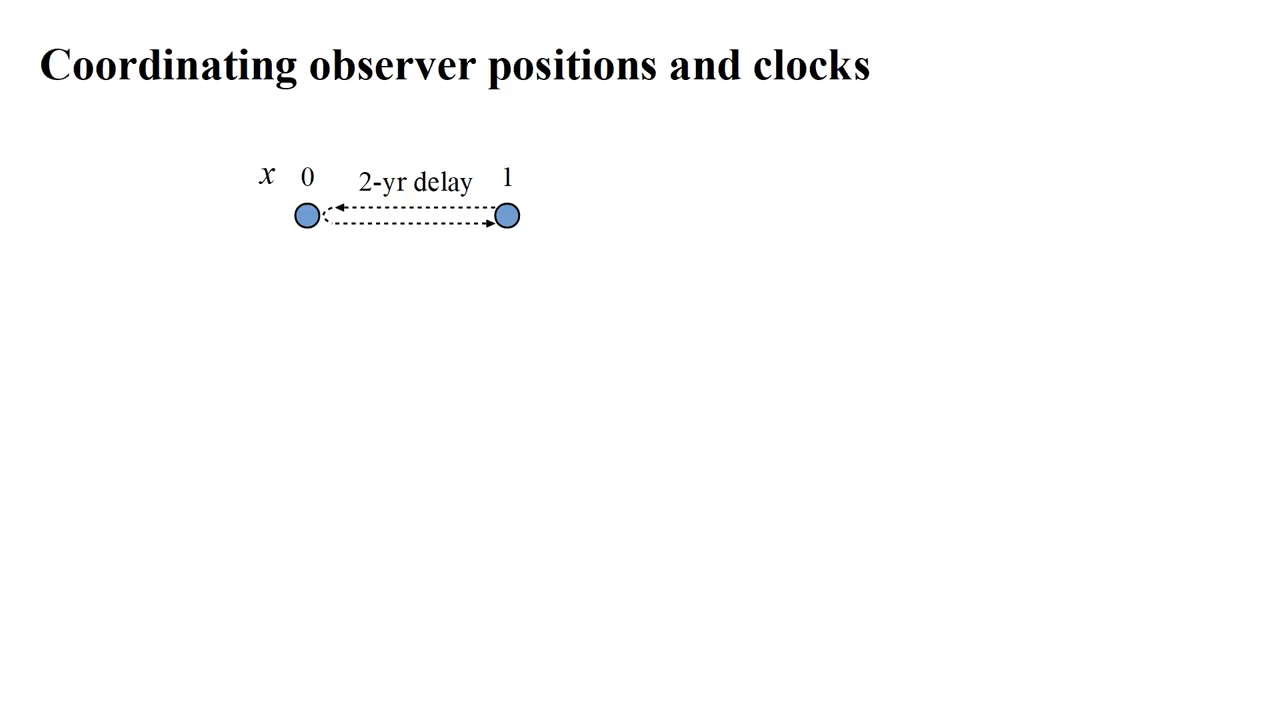 Coordinating observer positions and clocks
x 0 2-yr delay 1